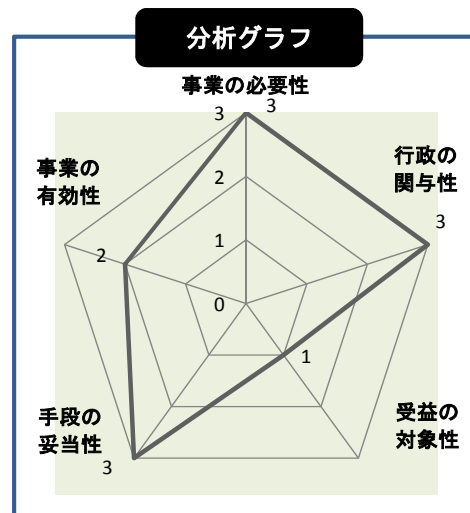 分析グラフ
事業の必要性
3
3
行政の
関与性
3
事業の
有効性
2
2
1
0
1
受益の
対象性
手段の
妥当性
3